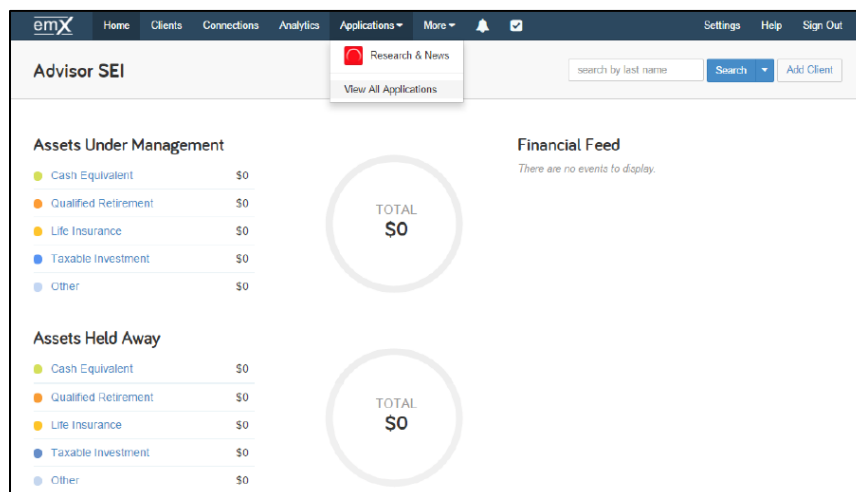 emX Home Clients Connections Analytics Applications More Settings Help Sign Out
Research & News
View All Applications
Advisor SEI
search by last name Search Add Client
Assets Under Management
Cash Equivalent $0
Qualified Retirement $0
Life Insurance $0
Taxable Investment $0
Other $0
TOTAL
$0
Financial Feed
There are no events to display.
Assets Held Away
Cash Equivalent $0
Qualified Retirement $0
Life Insurance $0
Taxable Investment $0
Other $0
TOTAL
$0